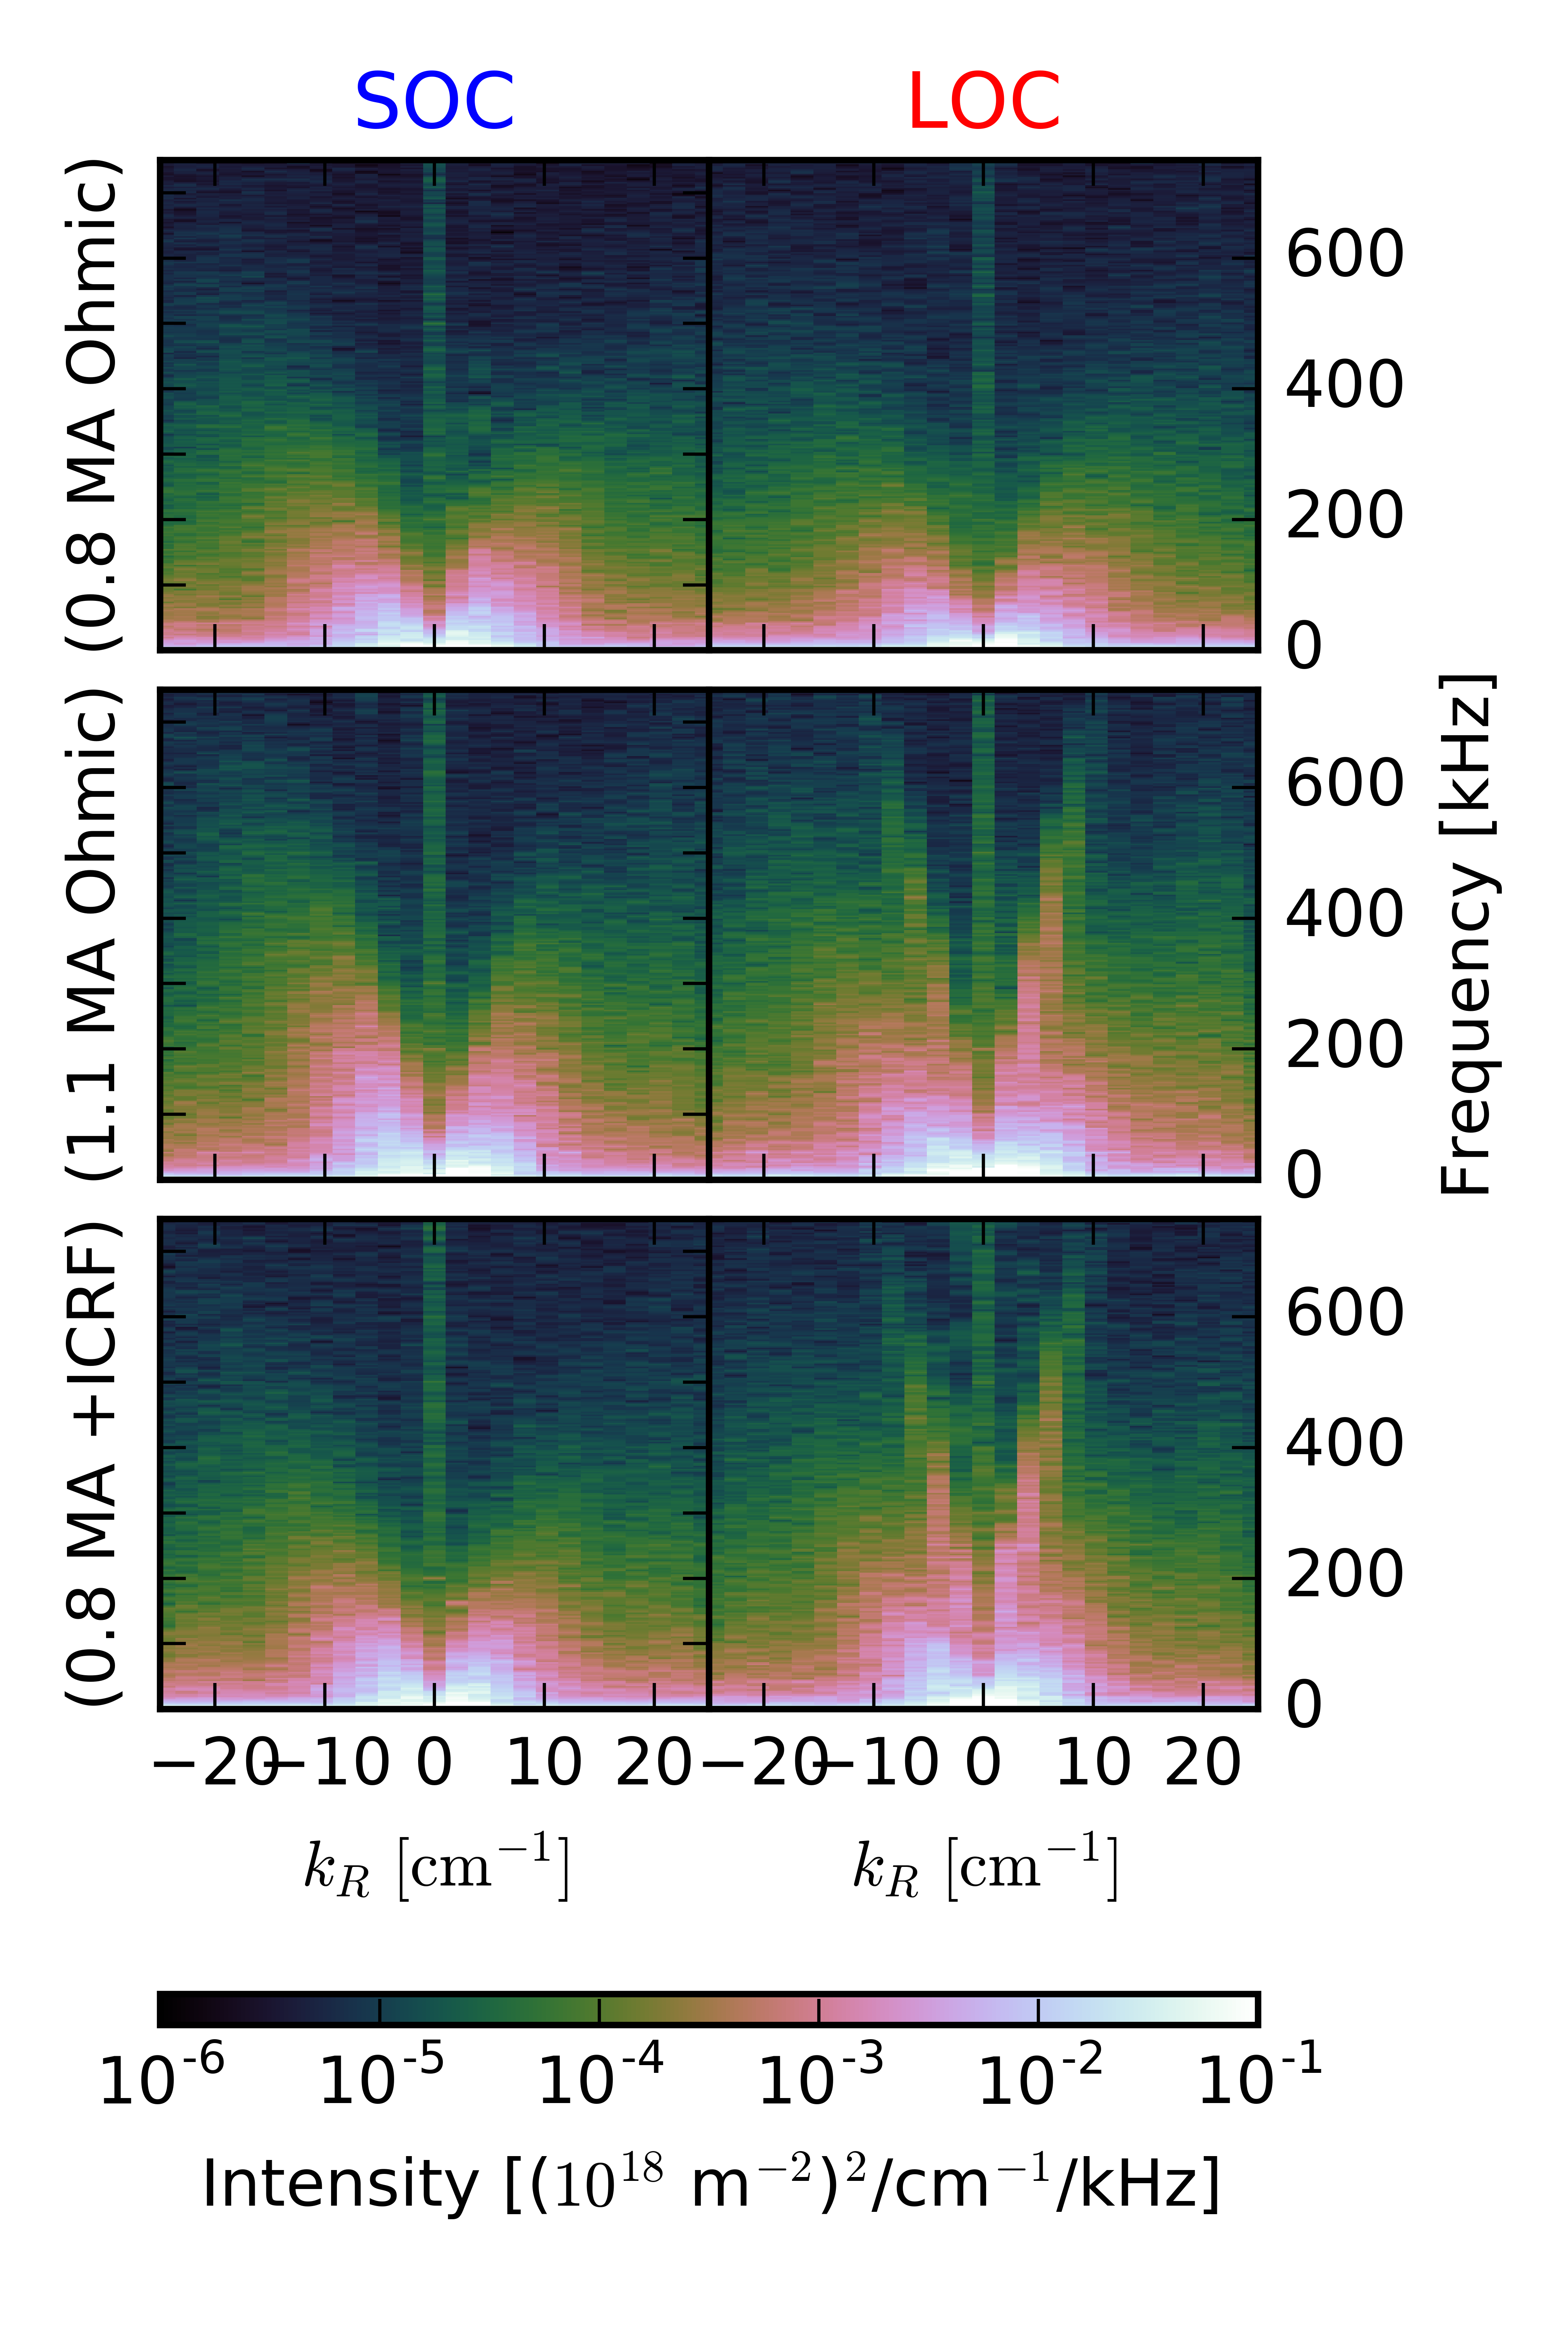 SOC LOC
(0.8 MA Ohmic)
600
400
200
0
(1.1 MA Ohmic)
600
400
200
0
Frequency [kHz]
(0.8 MA +ICRF)
600
400
200
0
−20 −10 0 10 20 −20 −10 0 10 20
k_R [cm⁻¹] k_R [cm⁻¹]
10⁻⁶ 10⁻⁵ 10⁻⁴ 10⁻³ 10⁻² 10⁻¹
Intensity [(10¹⁸ m⁻²)²/cm⁻¹/kHz]